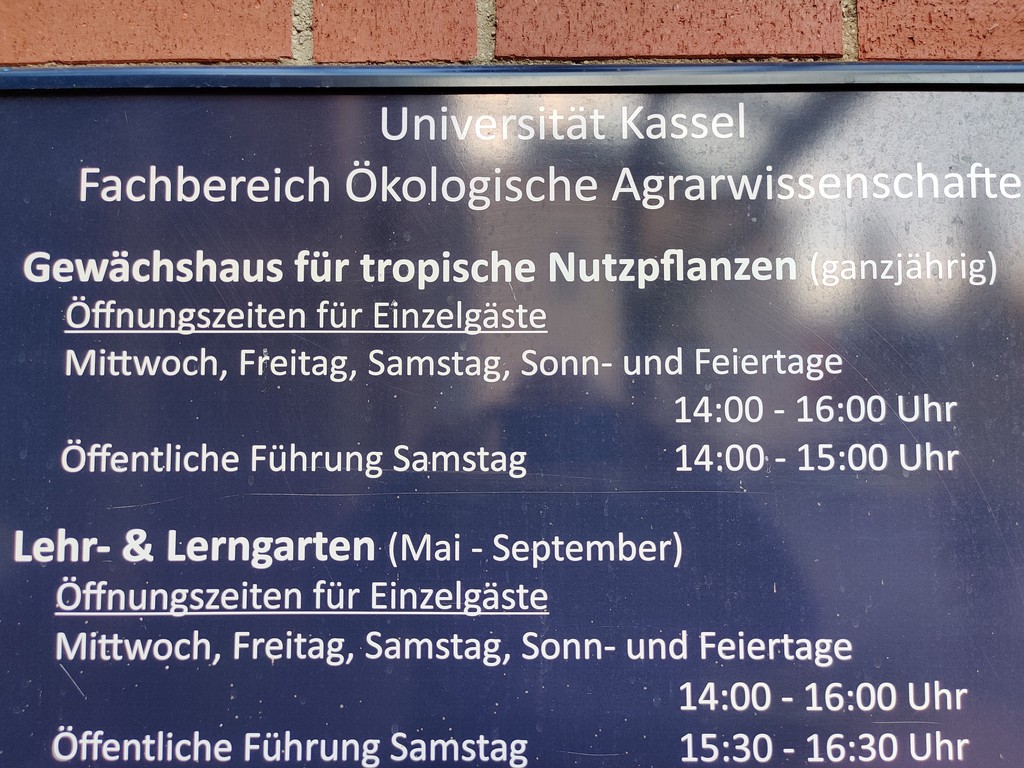 Universität Kassel
Fachbereich Ökologische Agrarwissenschafte
Gewächshaus für tropische Nutzpflanzen (ganzjährig)
Öffnungszeiten für Einzelgäste
Mittwoch, Freitag, Samstag, Sonn- und Feiertage
14:00 - 16:00 Uhr
Öffentliche Führung Samstag 14:00 - 15:00 Uhr
Lehr- & Lerngarten (Mai - September)
Öffnungszeiten für Einzelgäste
Mittwoch, Freitag, Samstag, Sonn- und Feiertage
14:00 - 16:00 Uhr
Öffentliche Führung Samstag 15:30 - 16:30 Uhr